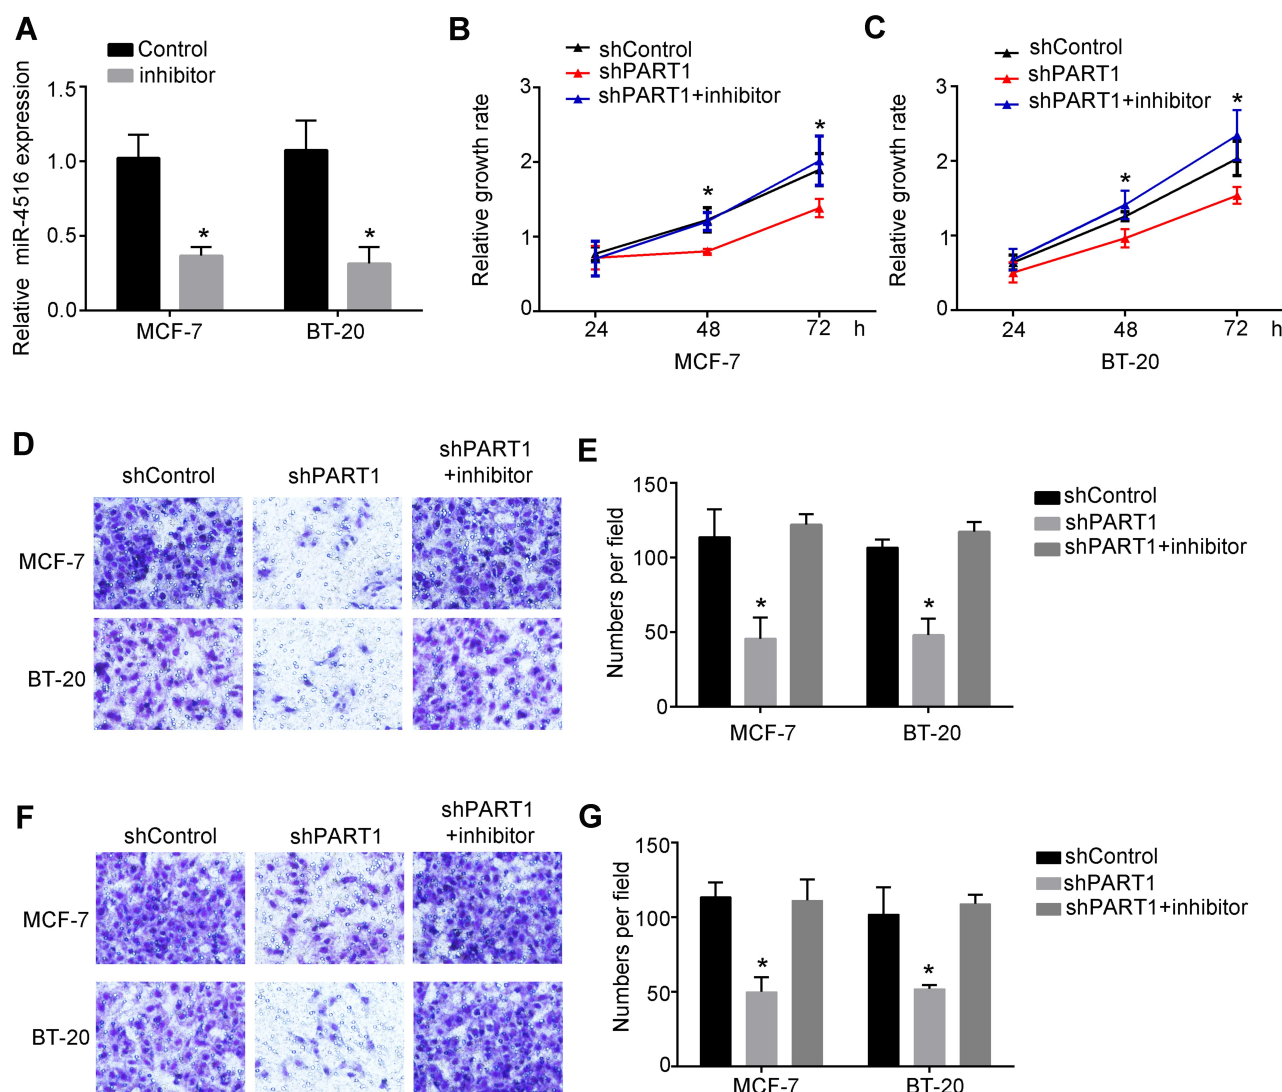 A
Control
inhibitor
Relative miR-4516 expression
1.5
1.0
0.5
0.0
*
*
MCF-7
BT-20
B
shControl
shPART1
shPART1+inhibitor
Relative growth rate
3
2
1
0
*
*
24
48
72
h
MCF-7
C
shControl
shPART1
shPART1+inhibitor
Relative growth rate
3
2
1
0
*
*
24
48
72
h
BT-20
D
shControl
shPART1
shPART1
+inhibitor
MCF-7
BT-20
E
shControl
shPART1
shPART1+inhibitor
Numbers per field
150
100
50
0
*
*
MCF-7
BT-20
F
shControl
shPART1
shPART1
+inhibitor
MCF-7
BT-20
G
shControl
shPART1
shPART1+inhibitor
Numbers per field
150
100
50
0
*
*
MCF-7
BT-20